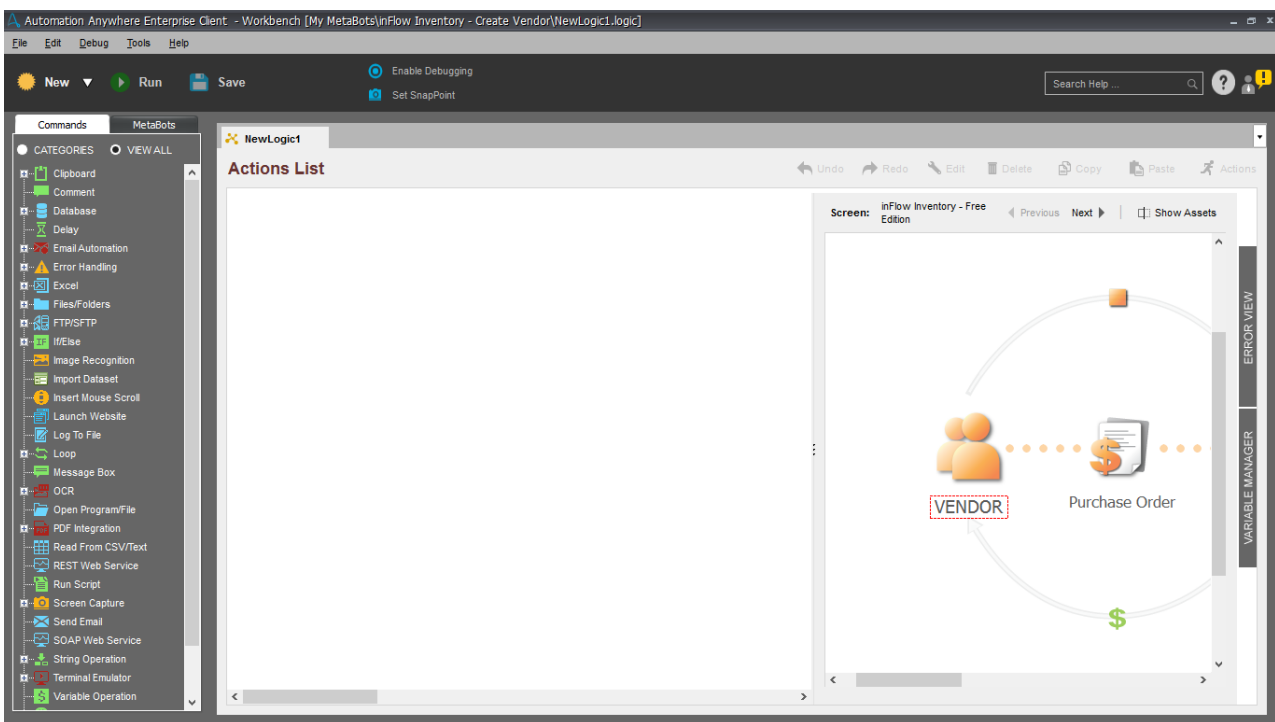 Automation Anywhere Enterprise Client - Workbench [My MetaBots\inFlow Inventory - Create Vendor\NewLogic1.logic]
File Edit Debug Tools Help
New Run Save
Enable Debugging
Set SnapPoint
Search Help ...
Commands MetaBots
CATEGORIES VIEW ALL
Clipboard
Comment
Database
Delay
Email Automation
Error Handling
Excel
Files/Folders
FTP/SFTP
If/Else
Image Recognition
Import Dataset
Insert Mouse Scroll
Launch Website
Log To File
Loop
Message Box
OCR
Open Program/File
PDF Integration
Read From CSV/Text
REST Web Service
Run Script
Screen Capture
Send Email
SOAP Web Service
String Operation
Terminal Emulator
Variable Operation
NewLogic1
Actions List
Undo Redo Edit Delete Copy Paste Actions
Screen: inFlow Inventory - Free
Edition
Previous Next Show Assets
VENDOR
Purchase Order
ERROR VIEW
VARIABLE MANAGER